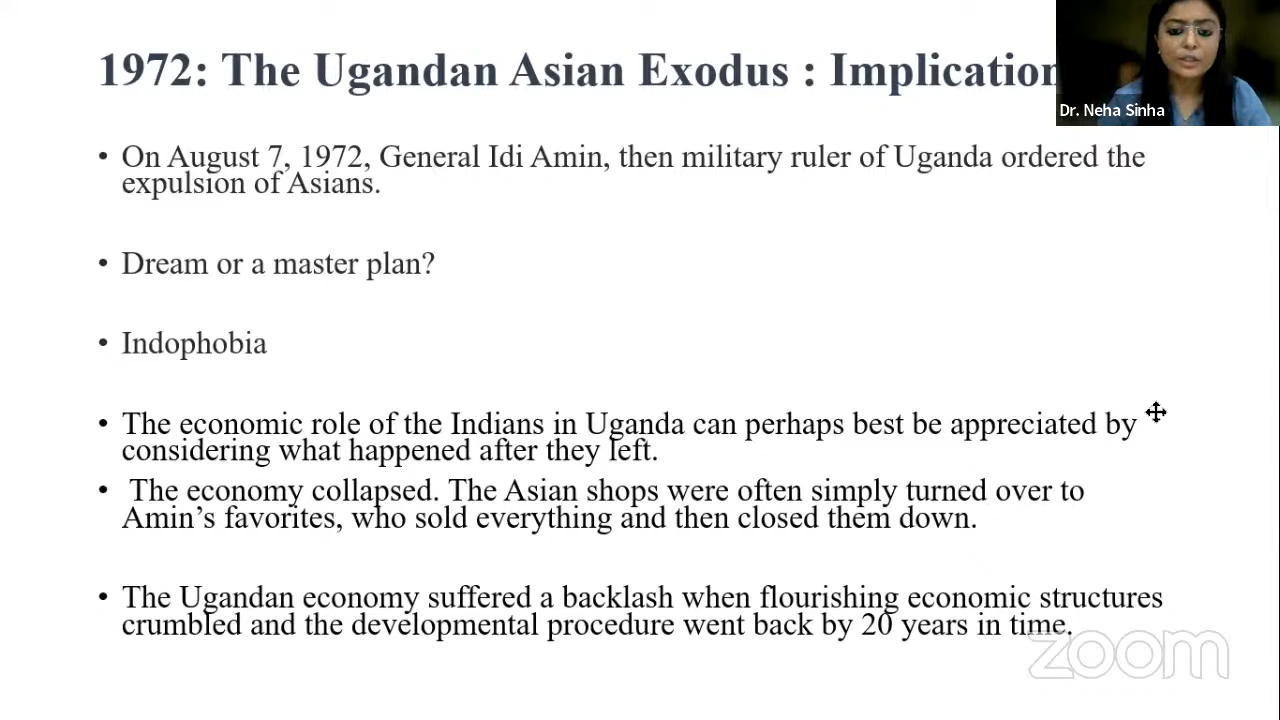 1972: The Ugandan Asian Exodus : Implication
Dr. Neha Sinha
• On August 7, 1972, General Idi Amin, then military ruler of Uganda ordered the
expulsion of Asians.
• Dream or a master plan?
• Indophobia
• The economic role of the Indians in Uganda can perhaps best be appreciated by
considering what happened after they left.
• The economy collapsed. The Asian shops were often simply turned over to
Amin’s favorites, who sold everything and then closed them down.
• The Ugandan economy suffered a backlash when flourishing economic structures
crumbled and the developmental procedure went back by 20 years in time.
zoom